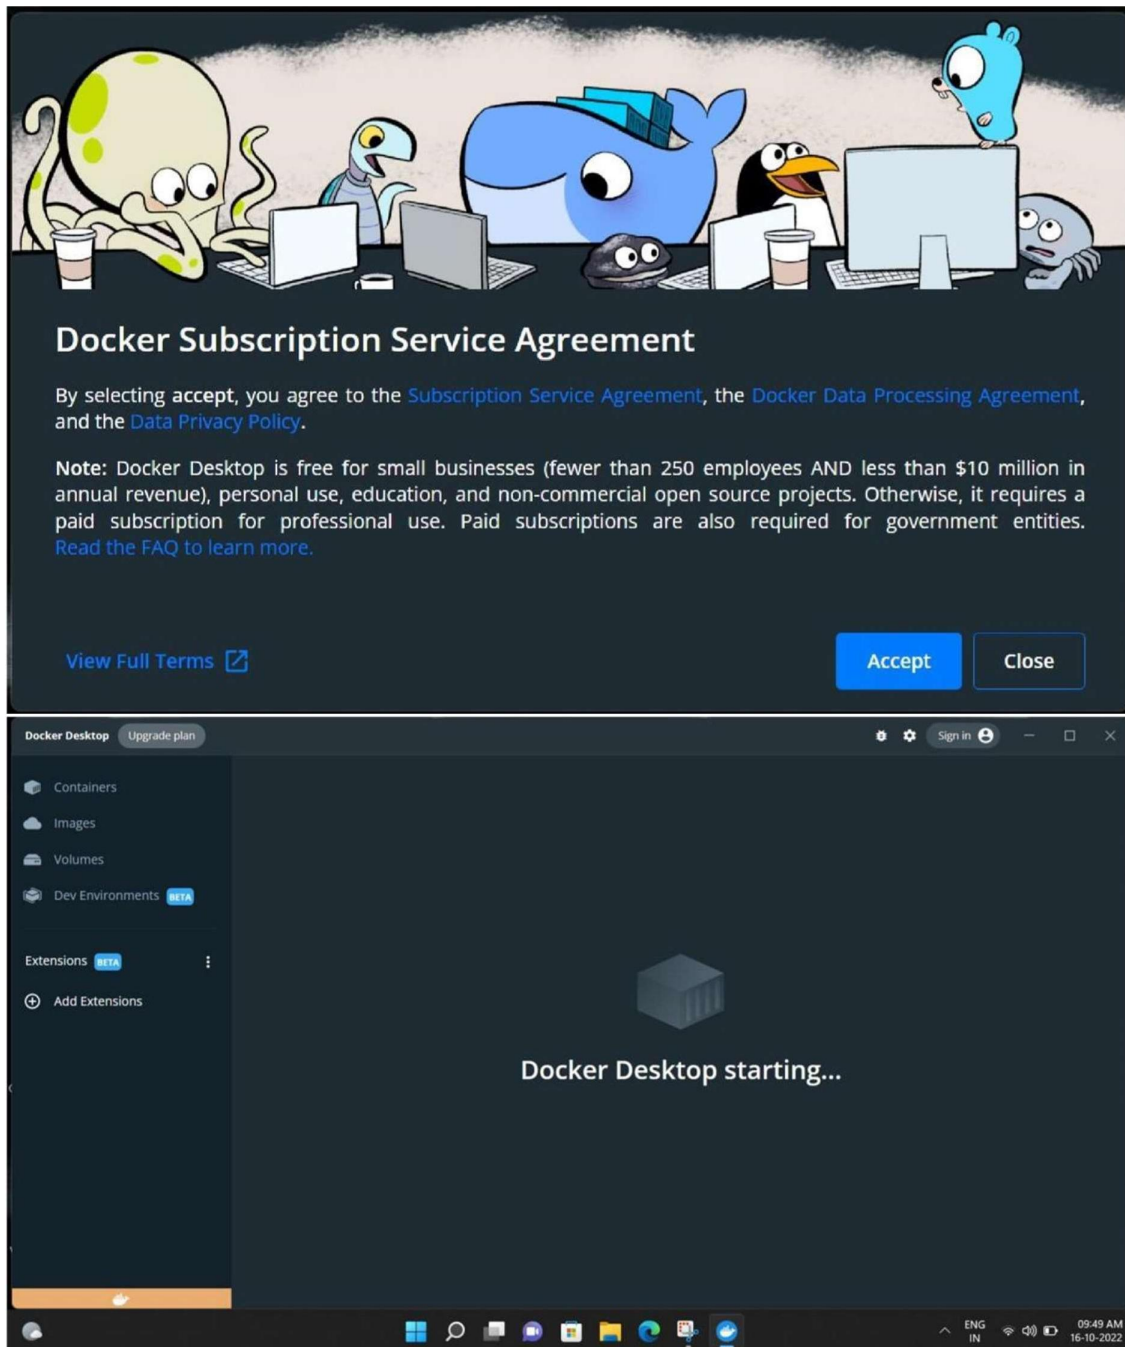 Docker Subscription Service Agreement
By selecting accept, you agree to the Subscription Service Agreement, the Docker Data Processing Agreement,
and the Data Privacy Policy.
Note: Docker Desktop is free for small businesses (fewer than 250 employees AND less than $10 million in
annual revenue), personal use, education, and non-commercial open source projects. Otherwise, it requires a
paid subscription for professional use. Paid subscriptions are also required for government entities.
Read the FAQ to learn more.
View Full Terms
Accept
Close
Docker Desktop
Upgrade plan
Sign in
Containers
Images
Volumes
Dev Environments BETA
Extensions BETA
Add Extensions
Docker Desktop starting...
ENG
IN
09:49 AM
16-10-2022